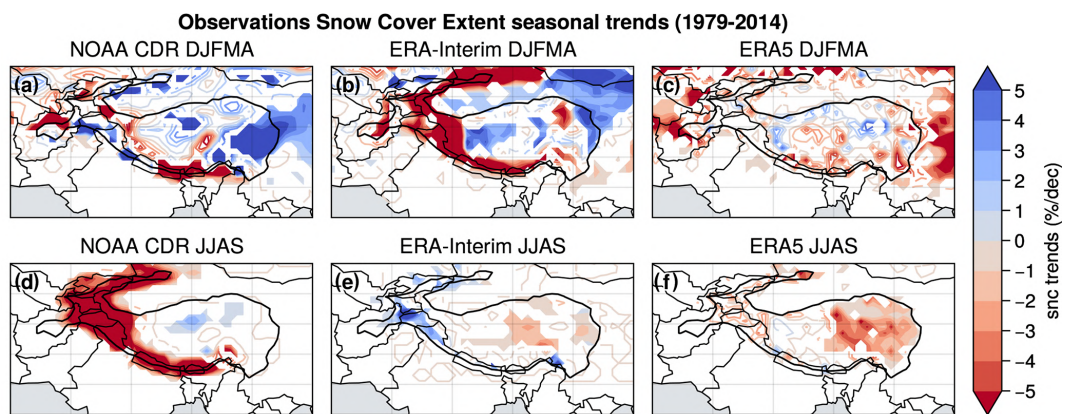 Observations Snow Cover Extent seasonal trends (1979-2014)
NOAA CDR DJFMA
ERA-Interim DJFMA
ERA5 DJFMA
(a)
(b)
(c)
NOAA CDR JJAS
ERA-Interim JJAS
ERA5 JJAS
(d)
(e)
(f)
5
4
3
2
1
0
−1
−2
−3
−4
−5
snc trends (%/dec)